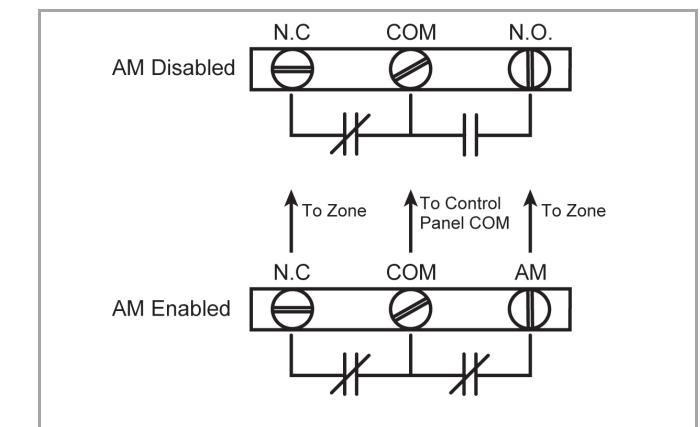 N.C COM N.O.
AM Disabled
To Zone
To Control
Panel COM
To Zone
N.C COM AM
AM Enabled